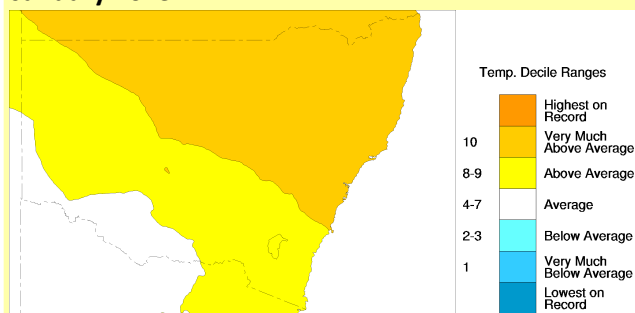 Temp. Decile Ranges
Highest on
Record
10
Very Much
Above Average
8-9
Above Average
4-7
Average
2-3
Below Average
1
Very Much
Below Average
Lowest on
Record